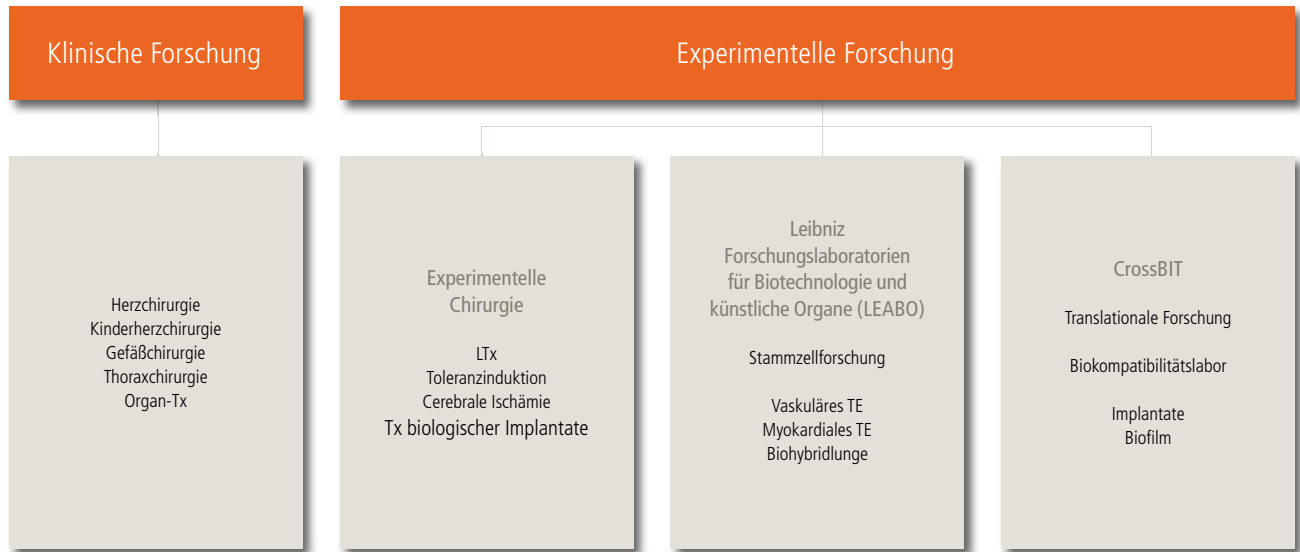 Klinische Forschung
Experimentelle Forschung
Herzchirurgie
Kinderherzchirurgie
Gefäßchirurgie
Thoraxchirurgie
Organ-Tx
Experimentelle
Chirurgie
LTx
Toleranzinduktion
Cerebrale Ischämie
Tx biologischer Implantate
Leibniz
Forschungslaboratorien
für Biotechnologie und
künstliche Organe (LEABO)
Stammzellforschung
Vaskuläres TE
Myokardiales TE
Biohybridlunge
CrossBIT
Translationale Forschung
Biokompatibilitätslabor
Implantate
Biofilm